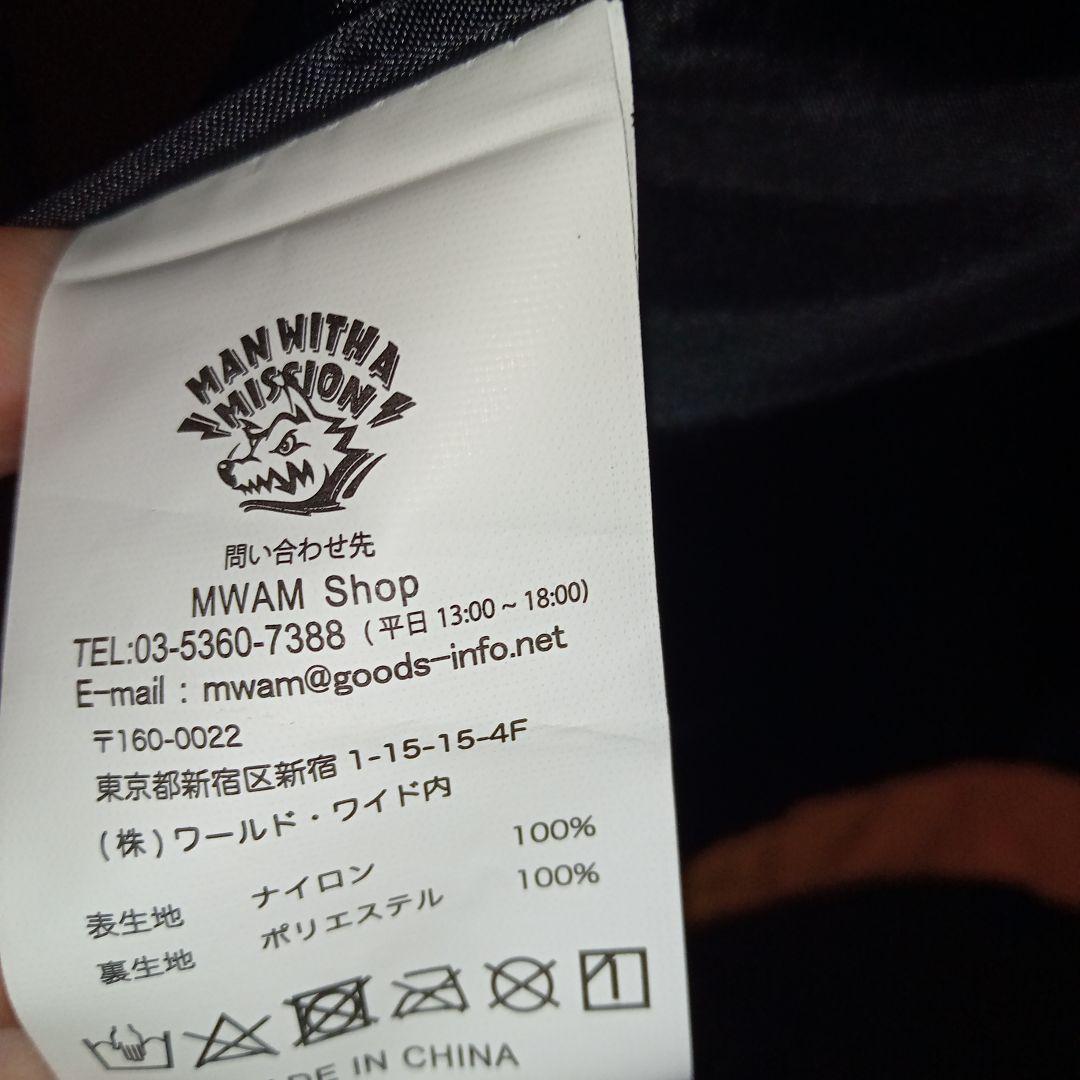 MAN WITH A
MISSION
問い合わせ先
MWAM Shop
TEL:03-5360-7388 (平日 13:00 ~ 18:00)
E-mail : mwam@goods-info.net
〒160-0022
東京都新宿区新宿 1-15-15-4F
(株)ワールド・ワイド内
表生地 ナイロン 100%
裏生地 ポリエステル 100%
MADE IN CHINA